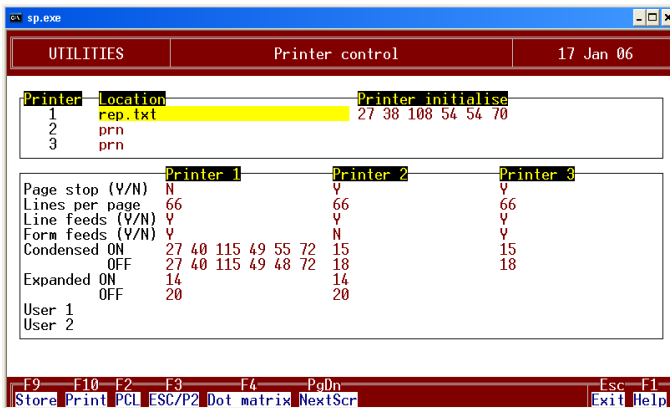 sp.exe
UTILITIES Printer control 17 Jan 06
Printer Location Printer initialise
1 rep.txt 27 38 108 54 54 70
2 prn
3 prn
Printer 1 Printer 2 Printer 3
Page stop (Y/N) N Y Y
Lines per page 66 66 66
Line feeds (Y/N) Y Y Y
Form feeds (Y/N) Y N Y
Condensed ON 27 40 115 49 55 72 15 15
OFF 27 40 115 49 48 72 18 18
Expanded ON 14 14
OFF 20 20
User 1
User 2
F9 F10 F2 F3 F4 PgDn Esc F1
Store Print PCL ESC/P2 Dot matrix NextScr Exit Help